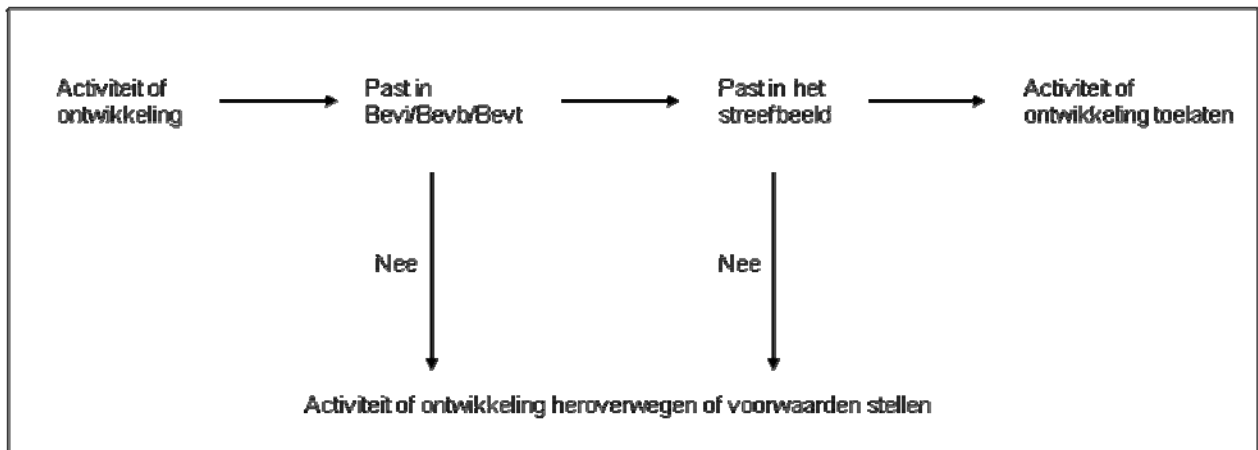 Activiteit of
ontwikkeling
Past in
Bevi/Bevb/Bevt
Past in het
streefbeeld
Activiteit of
ontwikkeling toelaten
Nee
Nee
Activiteit of ontwikkeling heroverwegen of voorwaarden stellen